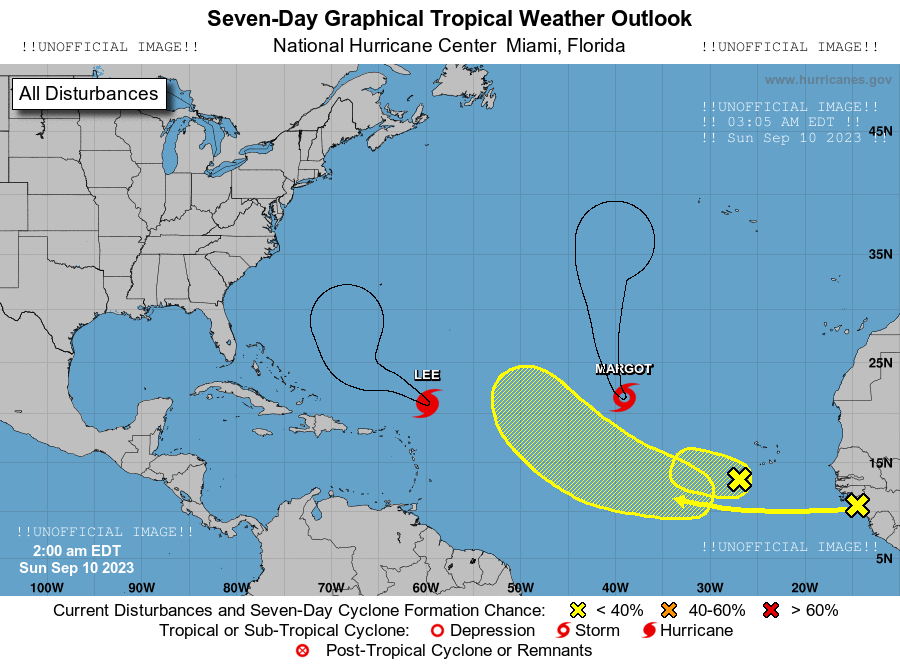 Seven-Day Graphical Tropical Weather Outlook
!!UNOFFICIAL IMAGE!! National Hurricane Center Miami, Florida !!UNOFFICIAL IMAGE!!
All Disturbances
www.hurricanes.gov
!!UNOFFICIAL IMAGE!!
!! 03:05 AM EDT !!
!! Sun Sep 10 2023 !!
45N
35N
25N
LEE
MARGOT
15N
!!UNOFFICIAL IMAGE!!
2:00 am EDT
Sun Sep 10 2023
!!UNOFFICIAL IMAGE!!
5N
100W 90W 80W 70W 60W 50W 40W 30W 20W
Current Disturbances and Seven-Day Cyclone Formation Chance: < 40% 40-60% > 60%
Tropical or Sub-Tropical Cyclone: Depression Storm Hurricane
Post-Tropical Cyclone or Remnants